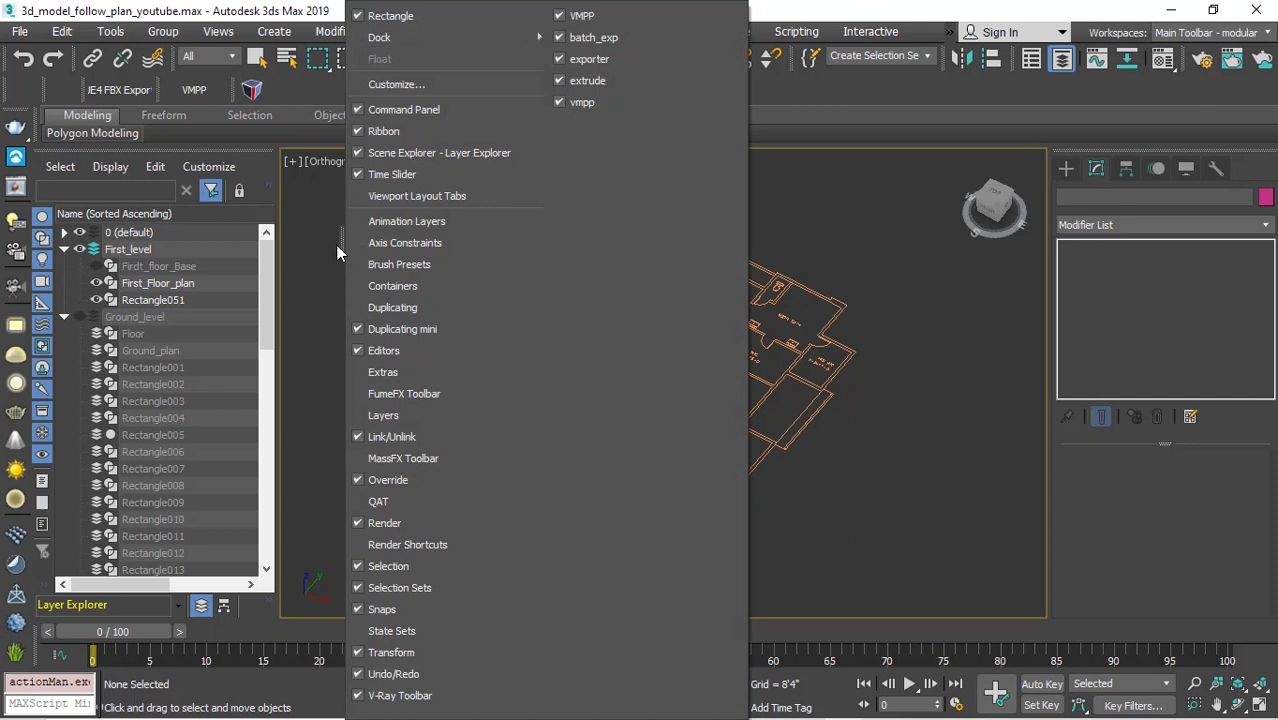 3d_model_follow_plan_youtube.max - Autodesk 3ds Max 2019
File Edit Tools Group Views Create Modifi
Scripting Interactive » Sign In Workspaces: Main Toolbar - modular
All
Create Selection Se
JE4 FBX Export VMPP
Modeling Freeform Selection Object
Polygon Modeling
[+] [Orthogr
Select Display Edit Customize
Name (Sorted Ascending)
0 (default)
First_level
Firdt_floor_Base
First_Floor_plan
Rectangle051
Ground_level
Floor
Ground_plan
Rectangle001
Rectangle002
Rectangle003
Rectangle004
Rectangle005
Rectangle006
Rectangle007
Rectangle008
Rectangle009
Rectangle010
Rectangle011
Rectangle012
Rectangle013
Layer Explorer
Rectangle
Dock
Float
Customize...
Command Panel
Ribbon
Scene Explorer - Layer Explorer
Time Slider
Viewport Layout Tabs
Animation Layers
Axis Constraints
Brush Presets
Containers
Duplicating
Duplicating mini
Editors
Extras
FumeFX Toolbar
Layers
Link/Unlink
MassFX Toolbar
Override
QAT
Render
Render Shortcuts
Selection
Selection Sets
Snaps
State Sets
Transform
Undo/Redo
V-Ray Toolbar
VMPP
batch_exp
exporter
extrude
vmpp
TOP
Modifier List
< 0 / 100 >
0 5 10 15 20 60 65 70 75 80 85 90 95 100
actionMan.exe
MAXScript Min
None Selected
Click and drag to select and move objects
Grid = 8'4"
Add Time Tag
0
Auto Key Selected
Set Key Key Filters...